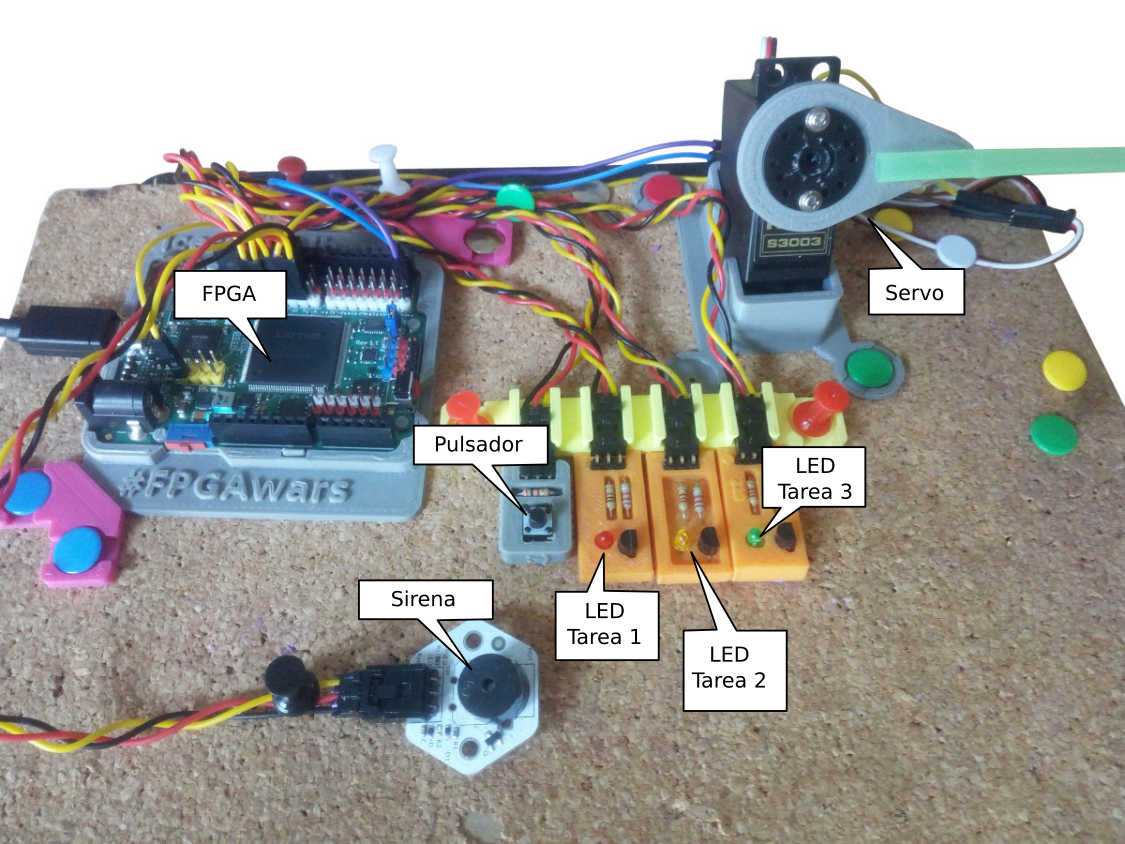 FPGA
Servo
S3003
Pulsador
LED
Tarea 3
#FPGAwars
Sirena
LED
Tarea 1
LED
Tarea 2